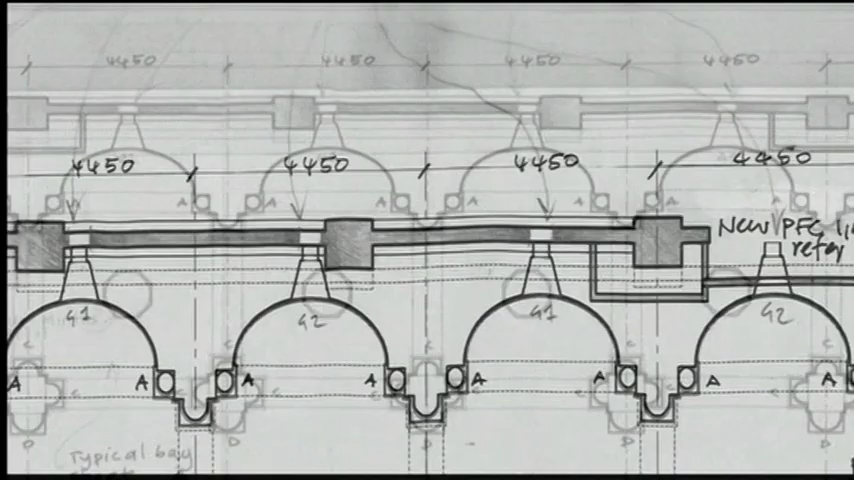 4450 4450 4450 4450
A A A A
4450 4450 4450 4450
New PFC
G1 G2 G1 G2
C C C
A A A A A A A A
C C C
D D D
Typical bay